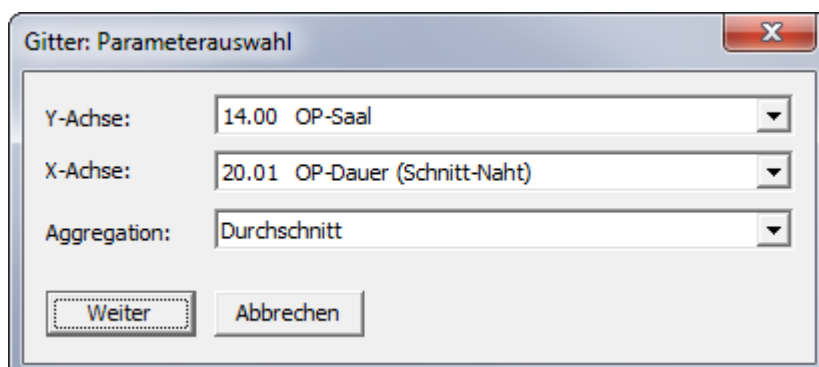 Gitter: Parameterauswahl
Y-Achse: 14.00 OP-Saal
X-Achse: 20.01 OP-Dauer (Schnitt-Naht)
Aggregation: Durchschnitt
Weiter Abbrechen